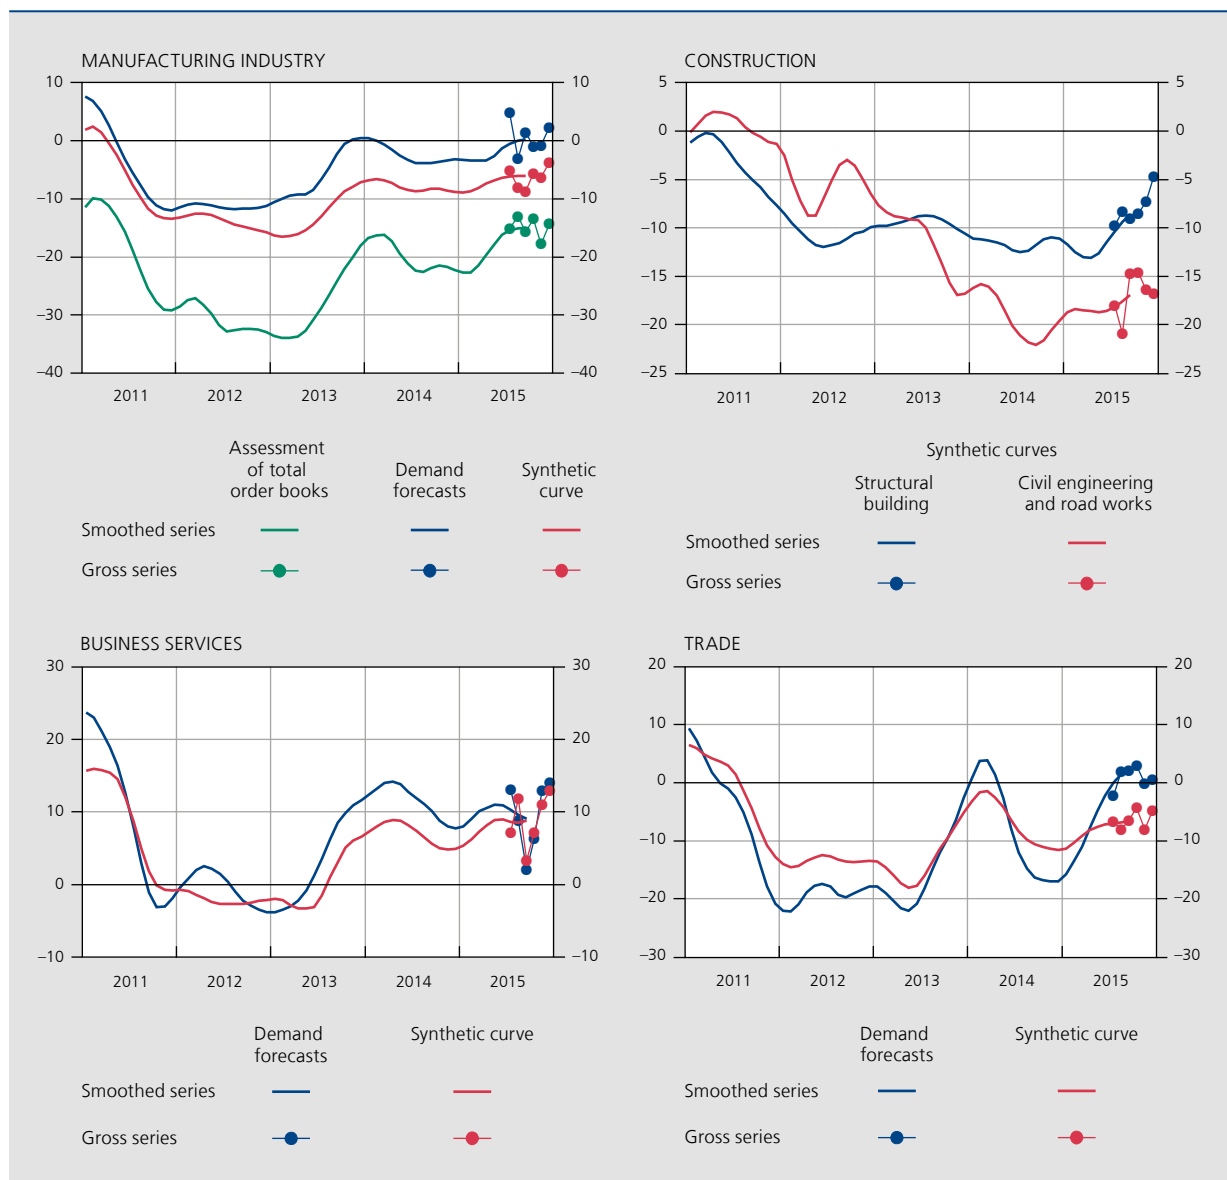 MANUFACTURING INDUSTRY
10
0
–10
–20
–30
–40
10
0
–10
–20
–30
–40
2011 2012 2013 2014 2015
Assessment
of total
order books
Demand
forecasts
Synthetic
curve
Smoothed series
Gross series
CONSTRUCTION
5
0
–5
–10
–15
–20
–25
5
0
–5
–10
–15
–20
–25
2011 2012 2013 2014 2015
Synthetic curves
Structural
building
Civil engineering
and road works
Smoothed series
Gross series
BUSINESS SERVICES
30
20
10
0
–10
30
20
10
0
–10
2011 2012 2013 2014 2015
Demand
forecasts
Synthetic curve
Smoothed series
Gross series
TRADE
20
10
0
–10
–20
–30
20
10
0
–10
–20
–30
2011 2012 2013 2014 2015
Demand
forecasts
Synthetic curve
Smoothed series
Gross series